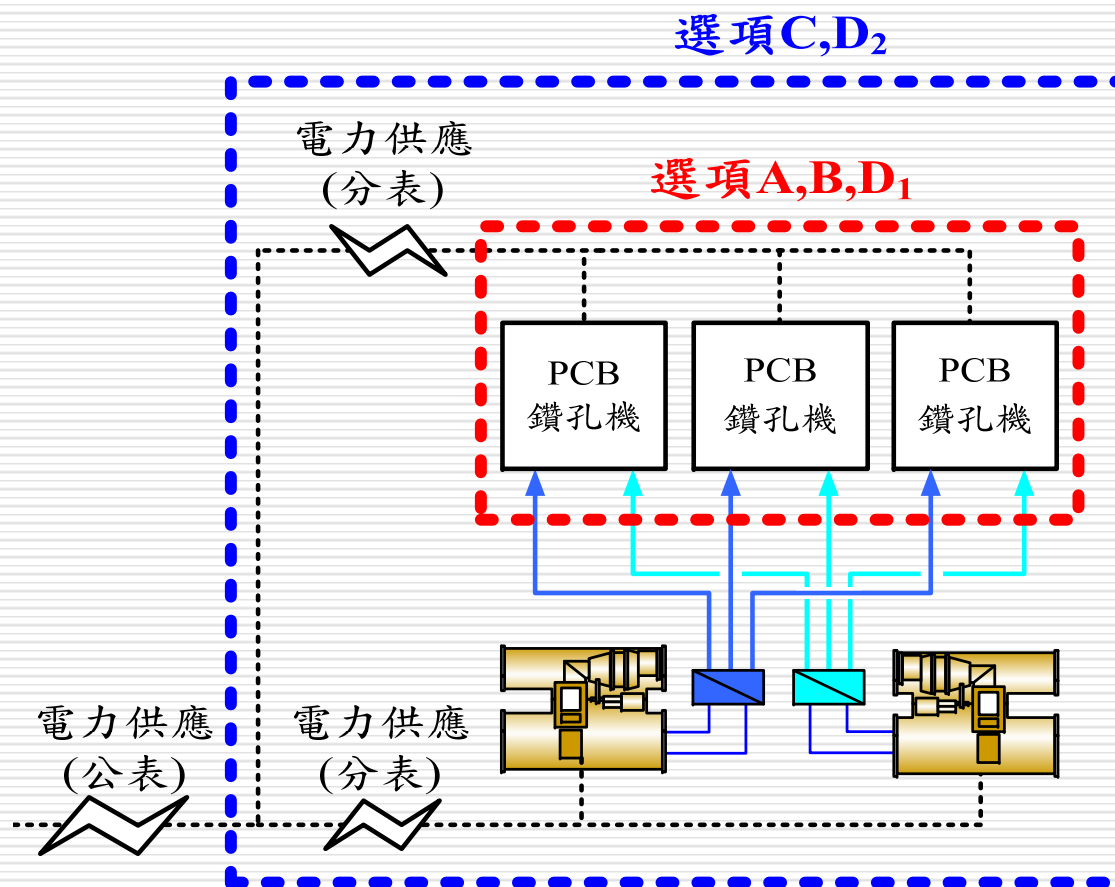 選項C,D₂
電力供應
(分表)
選項A,B,D₁
PCB
鑽孔機
PCB
鑽孔機
PCB
鑽孔機
電力供應
(公表)
電力供應
(分表)